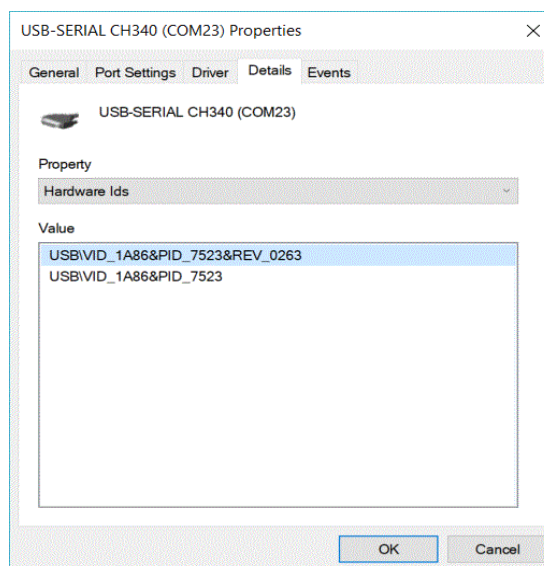 USB-SERIAL CH340 (COM23) Properties
General Port Settings Driver Details Events
USB-SERIAL CH340 (COM23)
Property
Hardware Ids
Value
USB\VID_1A86&PID_7523&REV_0263
USB\VID_1A86&PID_7523
OK Cancel